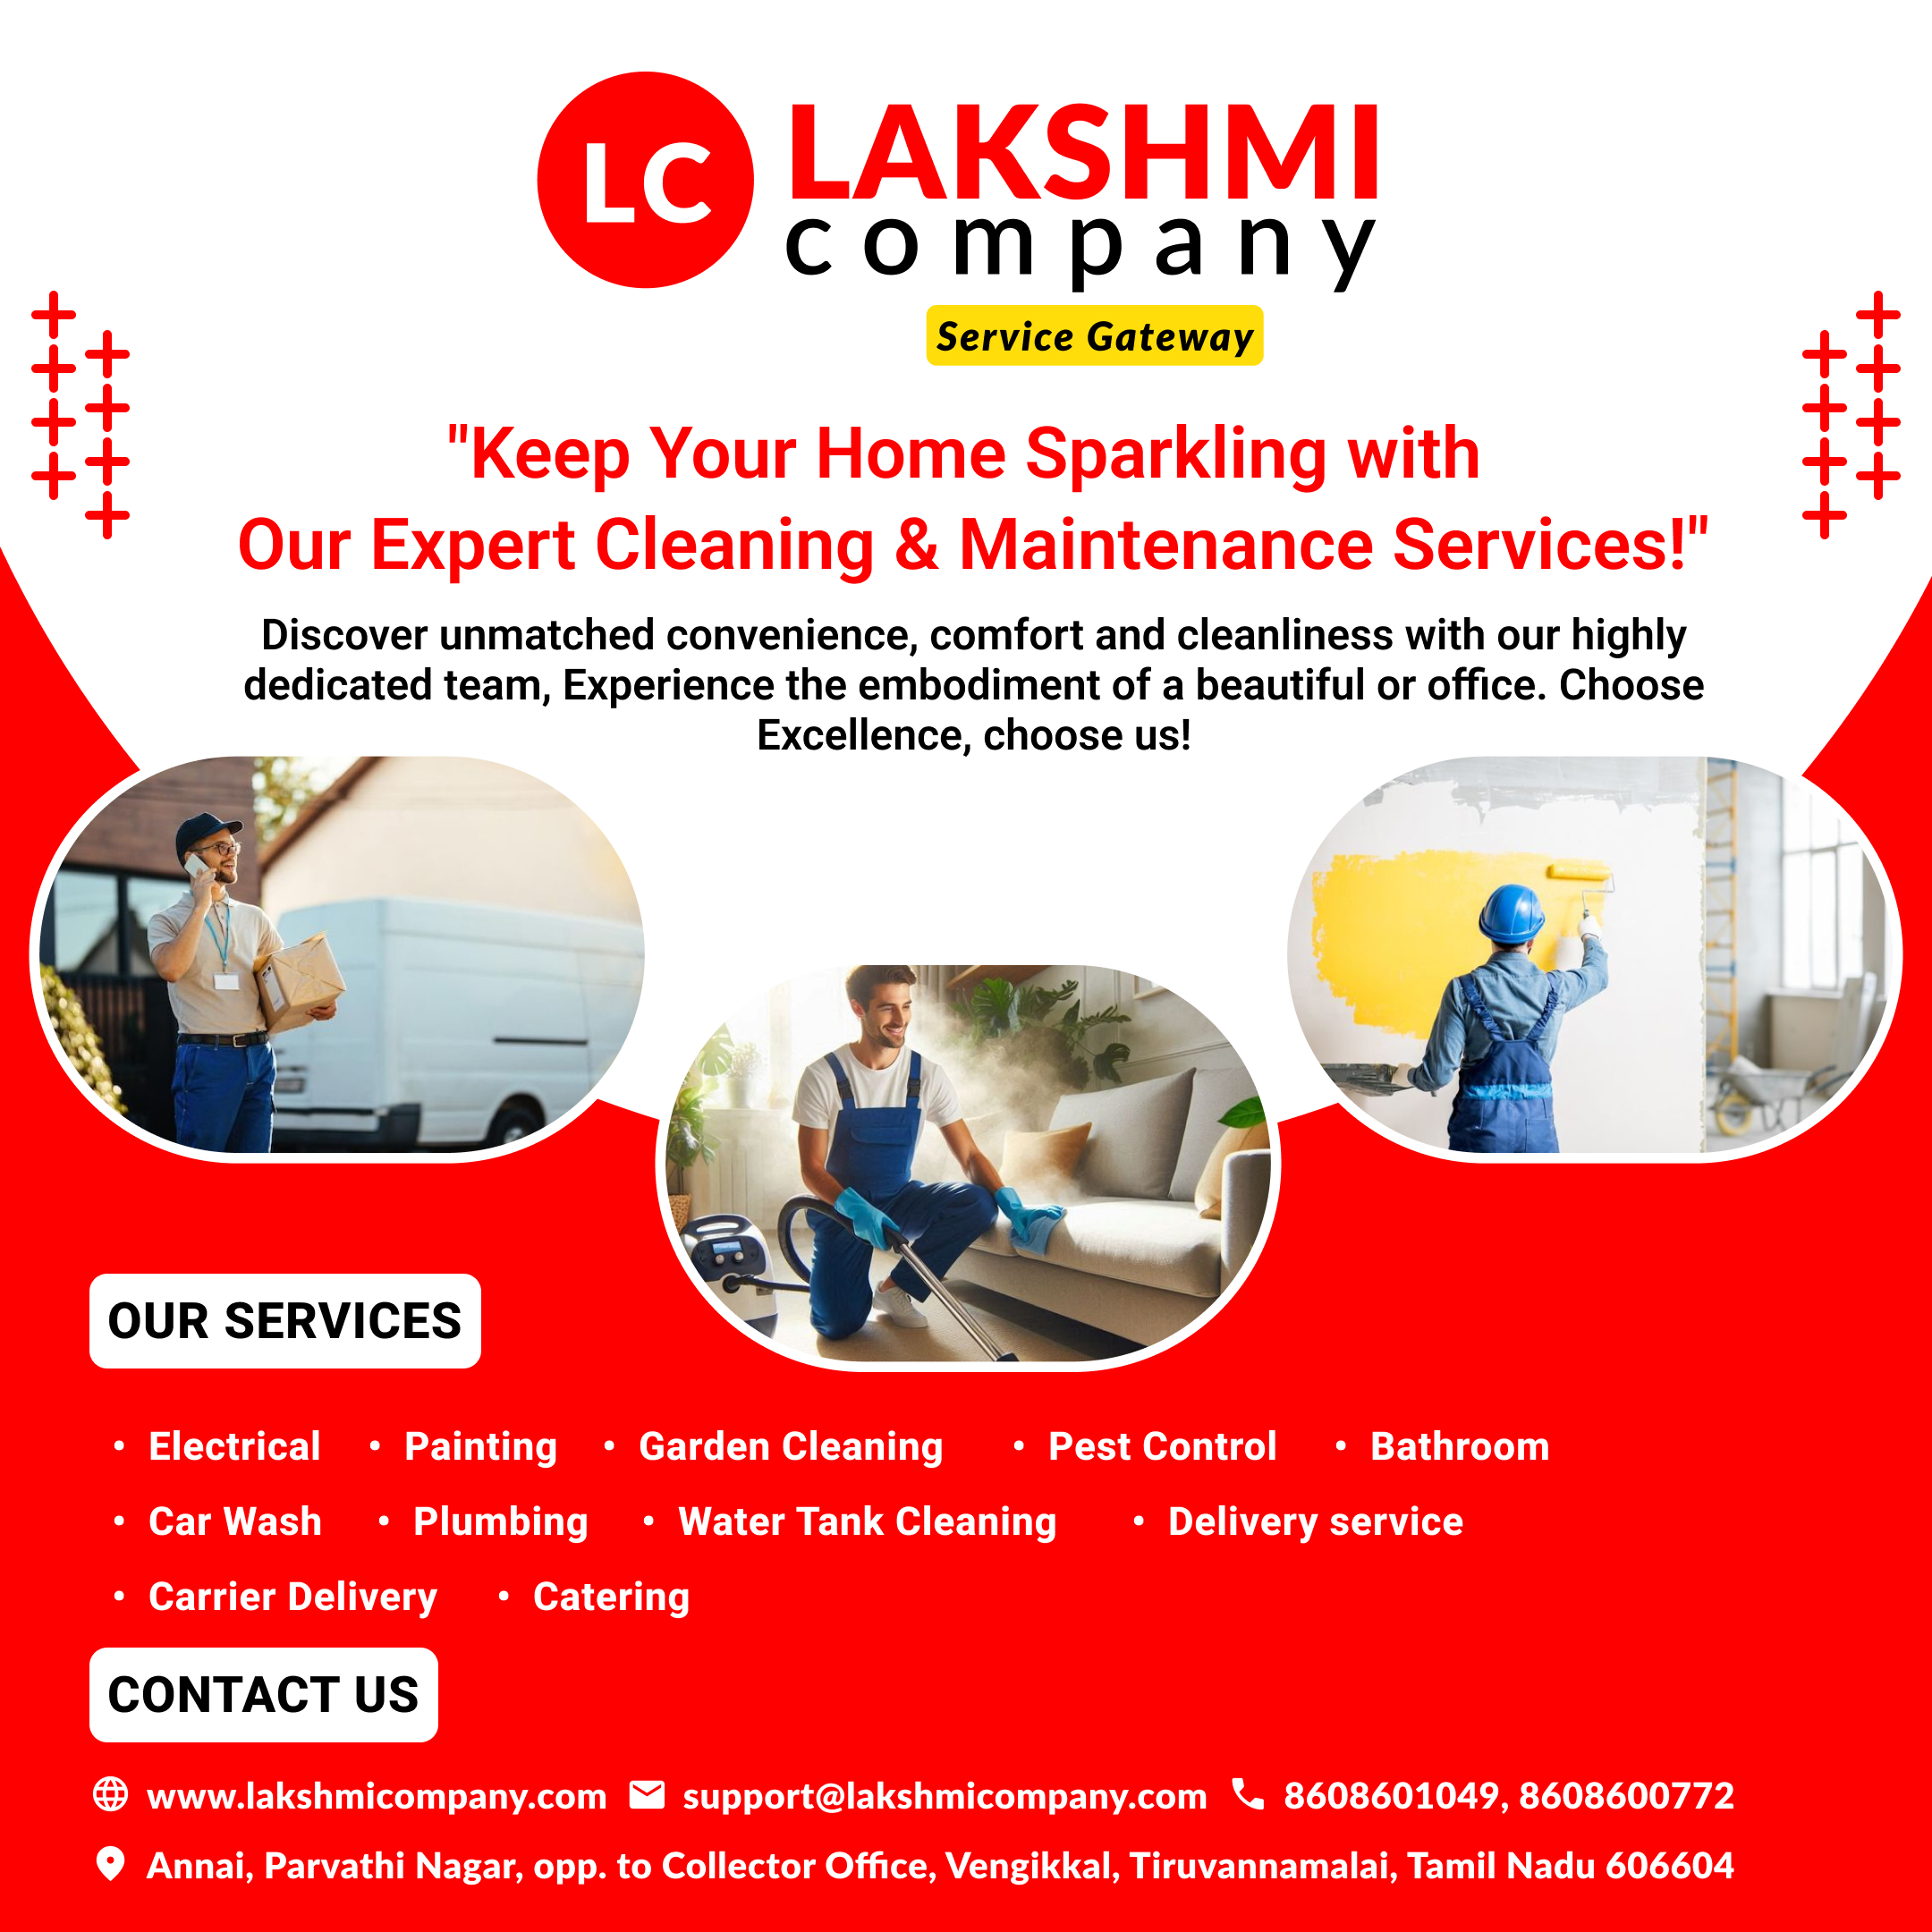 LC
LAKSHMI
company
Service Gateway
"Keep Your Home Sparkling with
Our Expert Cleaning & Maintenance Services!"
Discover unmatched convenience, comfort and cleanliness with our highly
dedicated team, Experience the embodiment of a beautiful or office. Choose
Excellence, choose us!
OUR SERVICES
• Electrical • Painting • Garden Cleaning • Pest Control • Bathroom
• Car Wash • Plumbing • Water Tank Cleaning • Delivery service
• Carrier Delivery • Catering
CONTACT US
www.lakshmicompany.com support@lakshmicompany.com 8608601049, 8608600772
Annai, Parvathi Nagar, opp. to Collector Office, Vengikkal, Tiruvannamalai, Tamil Nadu 606604